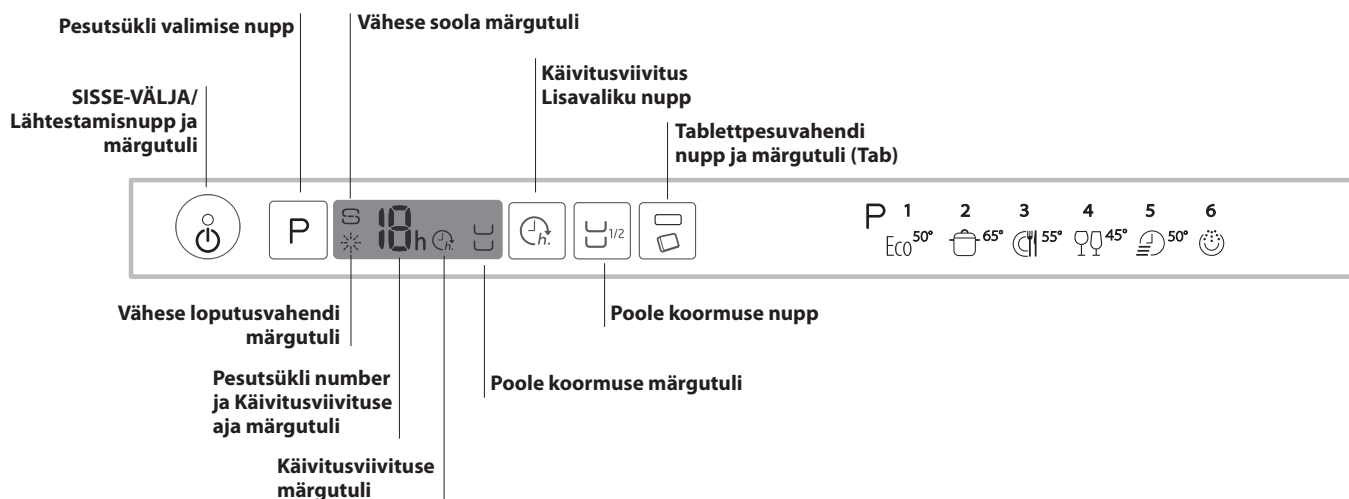 Pesutsükli valimise nupp
Vähese soola märgutuli
Käivitusviivitus
Lisavaliku nupp
SISSE-VÄLJA/
Lähtestamisnupp ja
märgutuli
Tablettpesuvahendi
nupp ja märgutuli (Tab)
P
18h
h.
h.
1/2
P 1 2 3 4 5 6
Eco 50° 65° 55° 45° 50°
Vähese loputusvahendi
märgutuli
Poole koormuse nupp
Pesutsükli number
ja Käivitusviivituse
aja märgutuli
Poole koormuse märgutuli
Käivitusviivituse
märgutuli